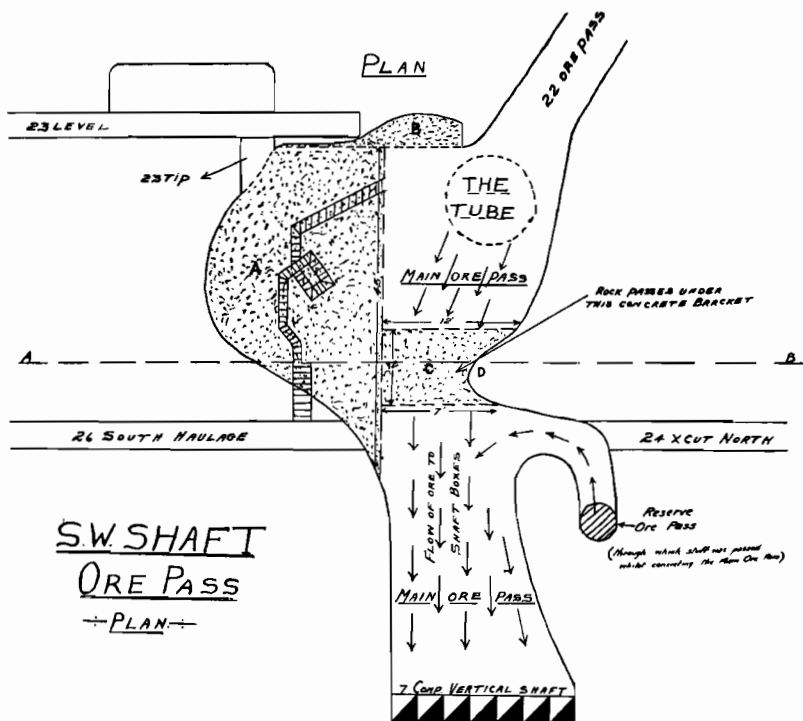 PLAN
22 ORE PASS
23 LEVEL
B
23 TIP
THE
TUBE
A
MAIN ORE PASS
ROCK PASSES UNDER
THIS CONCRETE BRACKET
12'
A
C
D
B
7'
26 SOUTH HAULAGE
24 X CUT NORTH
FLOW OF ORE TO
SHAFT BOXES
Reserve
Ore Pass
(through which stuff was passed
whilst concreting the Main Ore Pass)
S.W. SHAFT
ORE PASS
PLAN
MAIN ORE PASS
7 COMP VERTICAL SHAFT